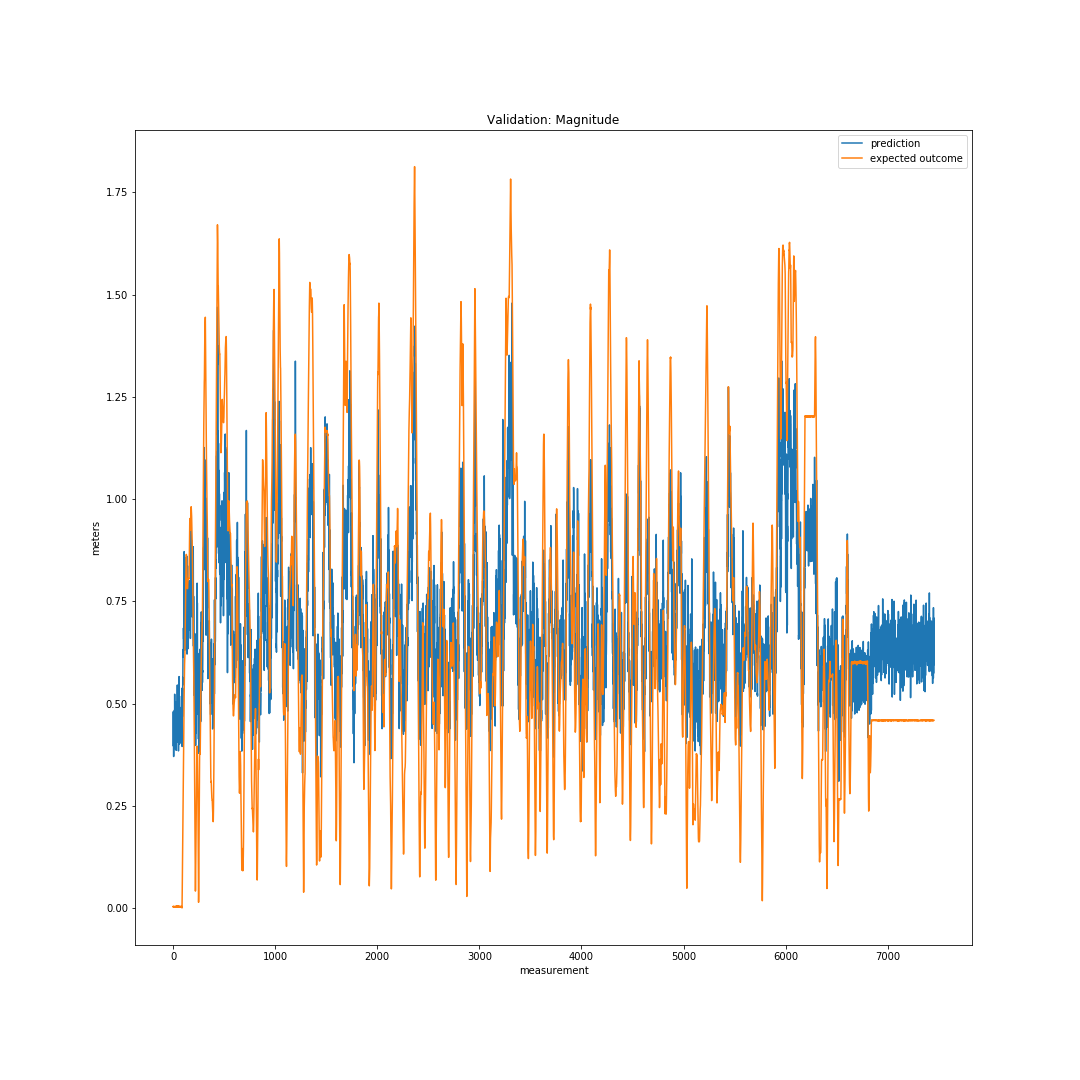 Validation: Magnitude
prediction
expected outcome
meters
1.75
1.50
1.25
1.00
0.75
0.50
0.25
0.00
0 1000 2000 3000 4000 5000 6000 7000
measurement